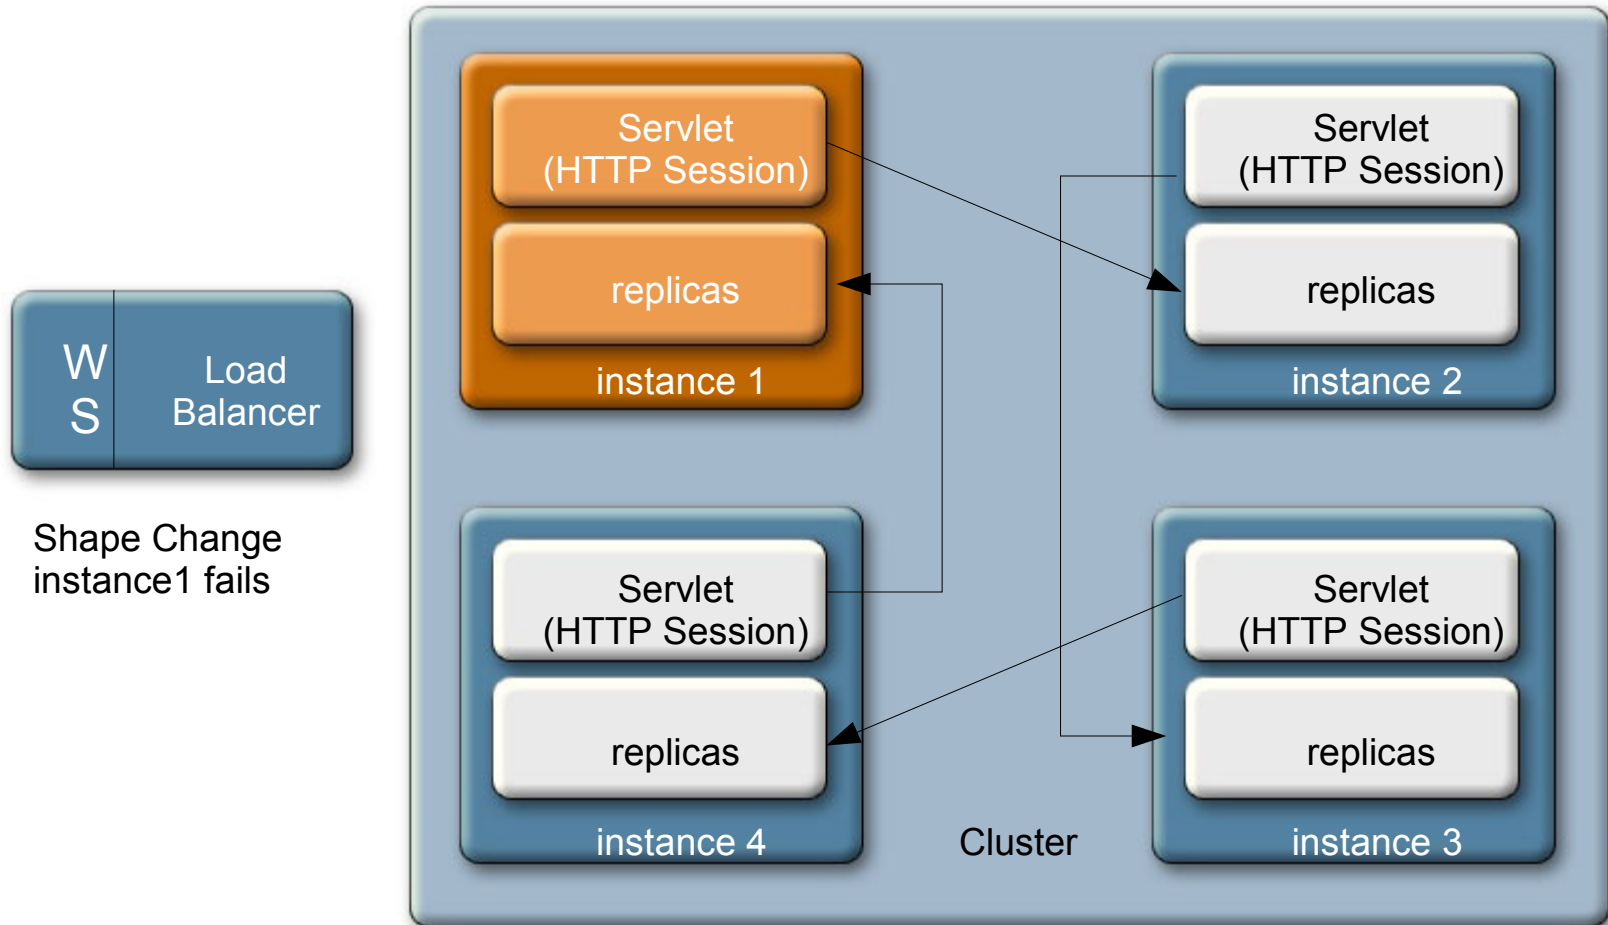 Servlet
(HTTP Session)
replicas
instance 1
Servlet
(HTTP Session)
replicas
instance 2
W
S
Load
Balancer
Shape Change
instance1 fails
Servlet
(HTTP Session)
replicas
instance 4
Cluster
Servlet
(HTTP Session)
replicas
instance 3